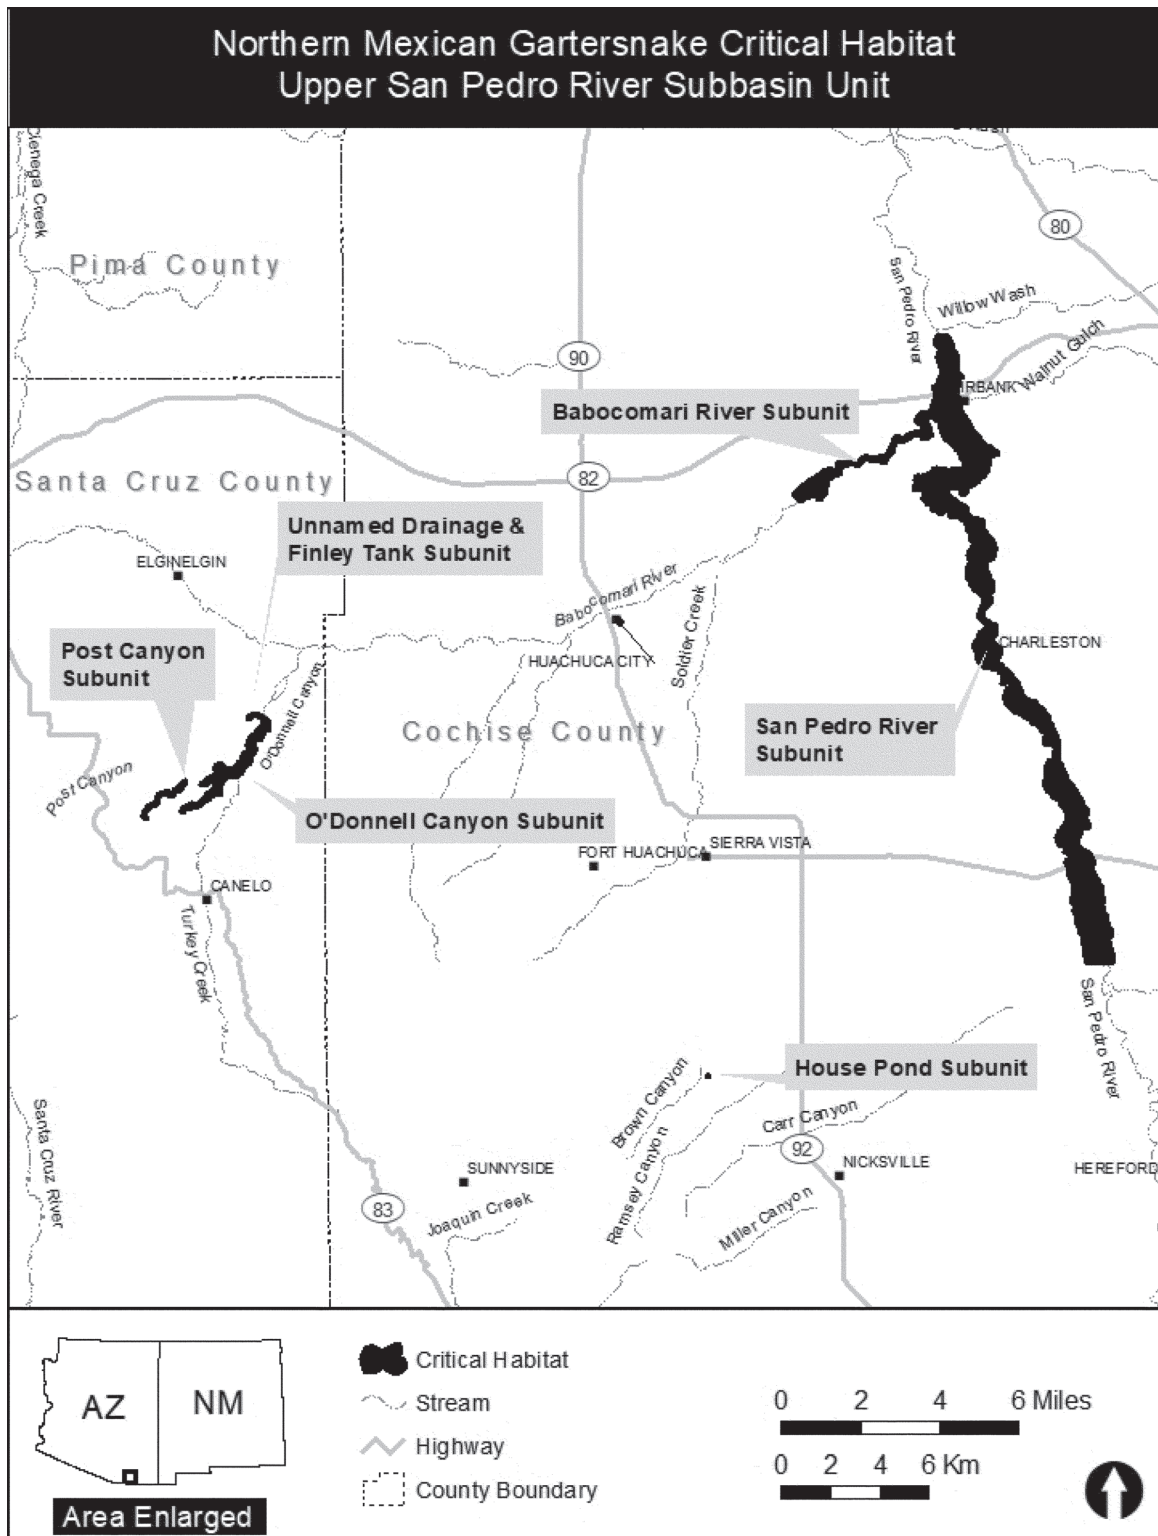 Northern Mexican Gartersnake Critical Habitat
Upper San Pedro River Subbasin Unit
Cienega Creek
80
Pima County
San Pedro River
Willow Wash
90
IRBANK
Walnut Gulch
Babocomari River Subunit
82
Santa Cruz County
Unnamed Drainage &
Finley Tank Subunit
ELGINELGIN
Babocomari River
Soldier Creek
HUACHUCA CITY
CHARLESTON
Post Canyon
Subunit
O'Donnell Canyon
Cochise County
San Pedro River
Subunit
Post Canyon
O'Donnell Canyon Subunit
FORT HUACHUCA
SIERRA VISTA
CANELO
Turkey Creek
San Pedro River
House Pond Subunit
Brown Canyon
Ramsey Canyon
Carr Canyon
92
NICKSVILLE
HEREFORD
Santa Cruz River
SUNNYSIDE
83
Joaquin Creek
Miller Canyon
AZ
NM
Area Enlarged
Critical Habitat
Stream
Highway
County Boundary
0 2 4 6 Miles
0 2 4 6 Km